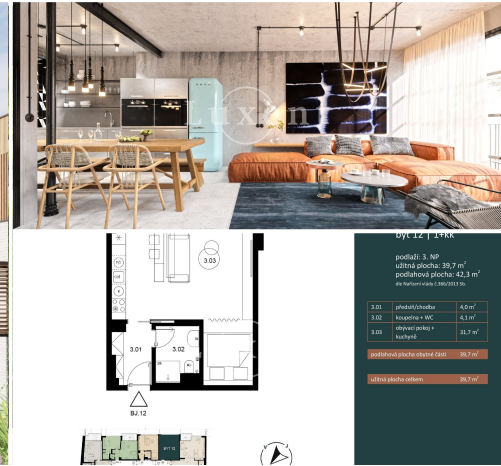 Luxent
byt 12 | 1+kk
podlaží: 3. NP
užitná plocha: 39,7 m²
podlahová plocha: 42,3 m²
dle Nařízení vlády č.366/2013 Sb.
3.03
3.01 předsíň/chodba 4,0 m²
3.02 koupelna + WC 4,1 m²
3.03 obývací pokoj + kuchyně 31,7 m²
3.01
3.02
podlahová plocha obytné části 39,7 m²
užitná plocha celkem 39,7 m²
BJ.12
BYT 12